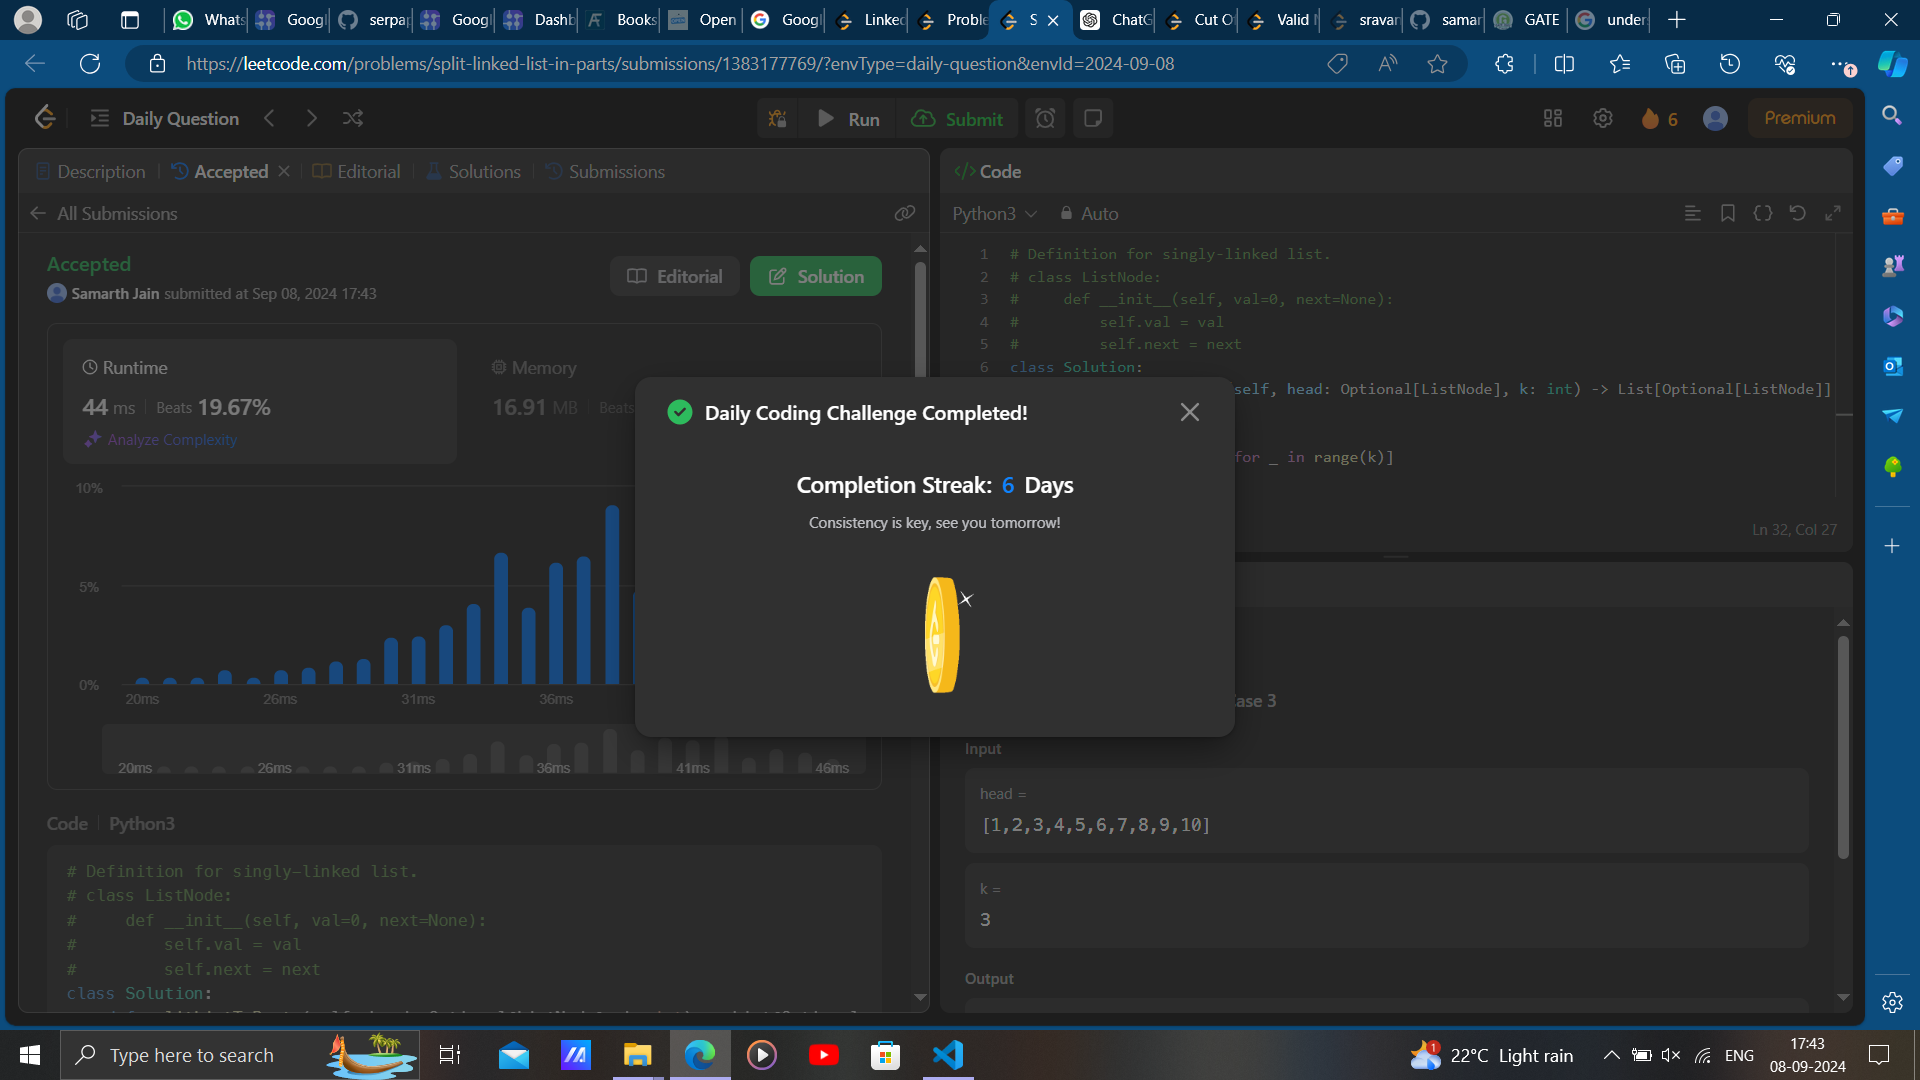 Whats
Googl
serpap
Googl
Dashb
Books
Open
Googl
Linked
Proble
S
ChatG
Cut O
Valid
sravan
samar
GATE
under
https://leetcode.com/problems/split-linked-list-in-parts/submissions/1383177769/?envType=daily-question&envId=2024-09-08
Daily Question
Run
Submit
6
Premium
Description
Accepted
Editorial
Solutions
Submissions
All Submissions
Accepted
Samarth Jain submitted at Sep 08, 2024 17:43
Editorial
Solution
Runtime
44 ms
Beats 19.67%
Analyze Complexity
Memory
16.91 MB
Beats
10%
5%
0%
20ms
26ms
31ms
36ms
20ms
26ms
31ms
36ms
41ms
46ms
Code
Python3
# Definition for singly-linked list.
# class ListNode:
#     def __init__(self, val=0, next=None):
#         self.val = val
#         self.next = next
class Solution:
Daily Coding Challenge Completed!
Completion Streak: 6 Days
Consistency is key, see you tomorrow!
</> Code
Python3
Auto
1 # Definition for singly-linked list.
2 # class ListNode:
3 #     def __init__(self, val=0, next=None):
4 #         self.val = val
5 #         self.next = next
6 class Solution:
self, head: Optional[ListNode], k: int) -> List[Optional[ListNode]]
for _ in range(k)]
Ln 32, Col 27
ase 3
Input
head =
[1,2,3,4,5,6,7,8,9,10]
k =
3
Output
Type here to search
1
22°C Light rain
ENG
17:43
08-09-2024